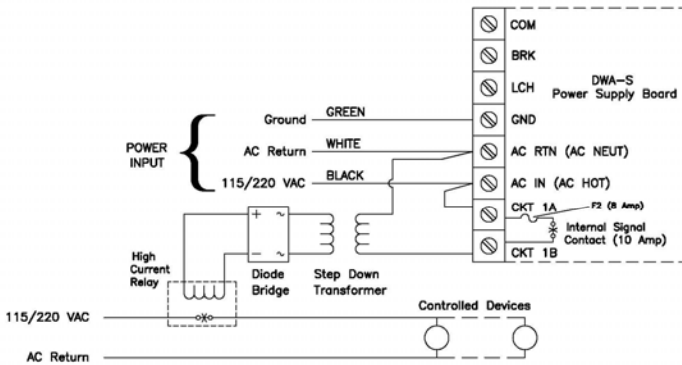 COM
BRK
LCH
DWA-S
Power Supply Board
POWER
INPUT
Ground
GREEN
GND
AC Return
WHITE
AC RTN (AC NEUT)
115/220 VAC
BLACK
AC IN (AC HOT)
CKT 1A
F2 (8 Amp)
Internal Signal
Contact (10 Amp)
CKT 1B
+
~
-
~
High
Current
Relay
Diode
Bridge
Step Down
Transformer
Controlled Devices
115/220 VAC
AC Return